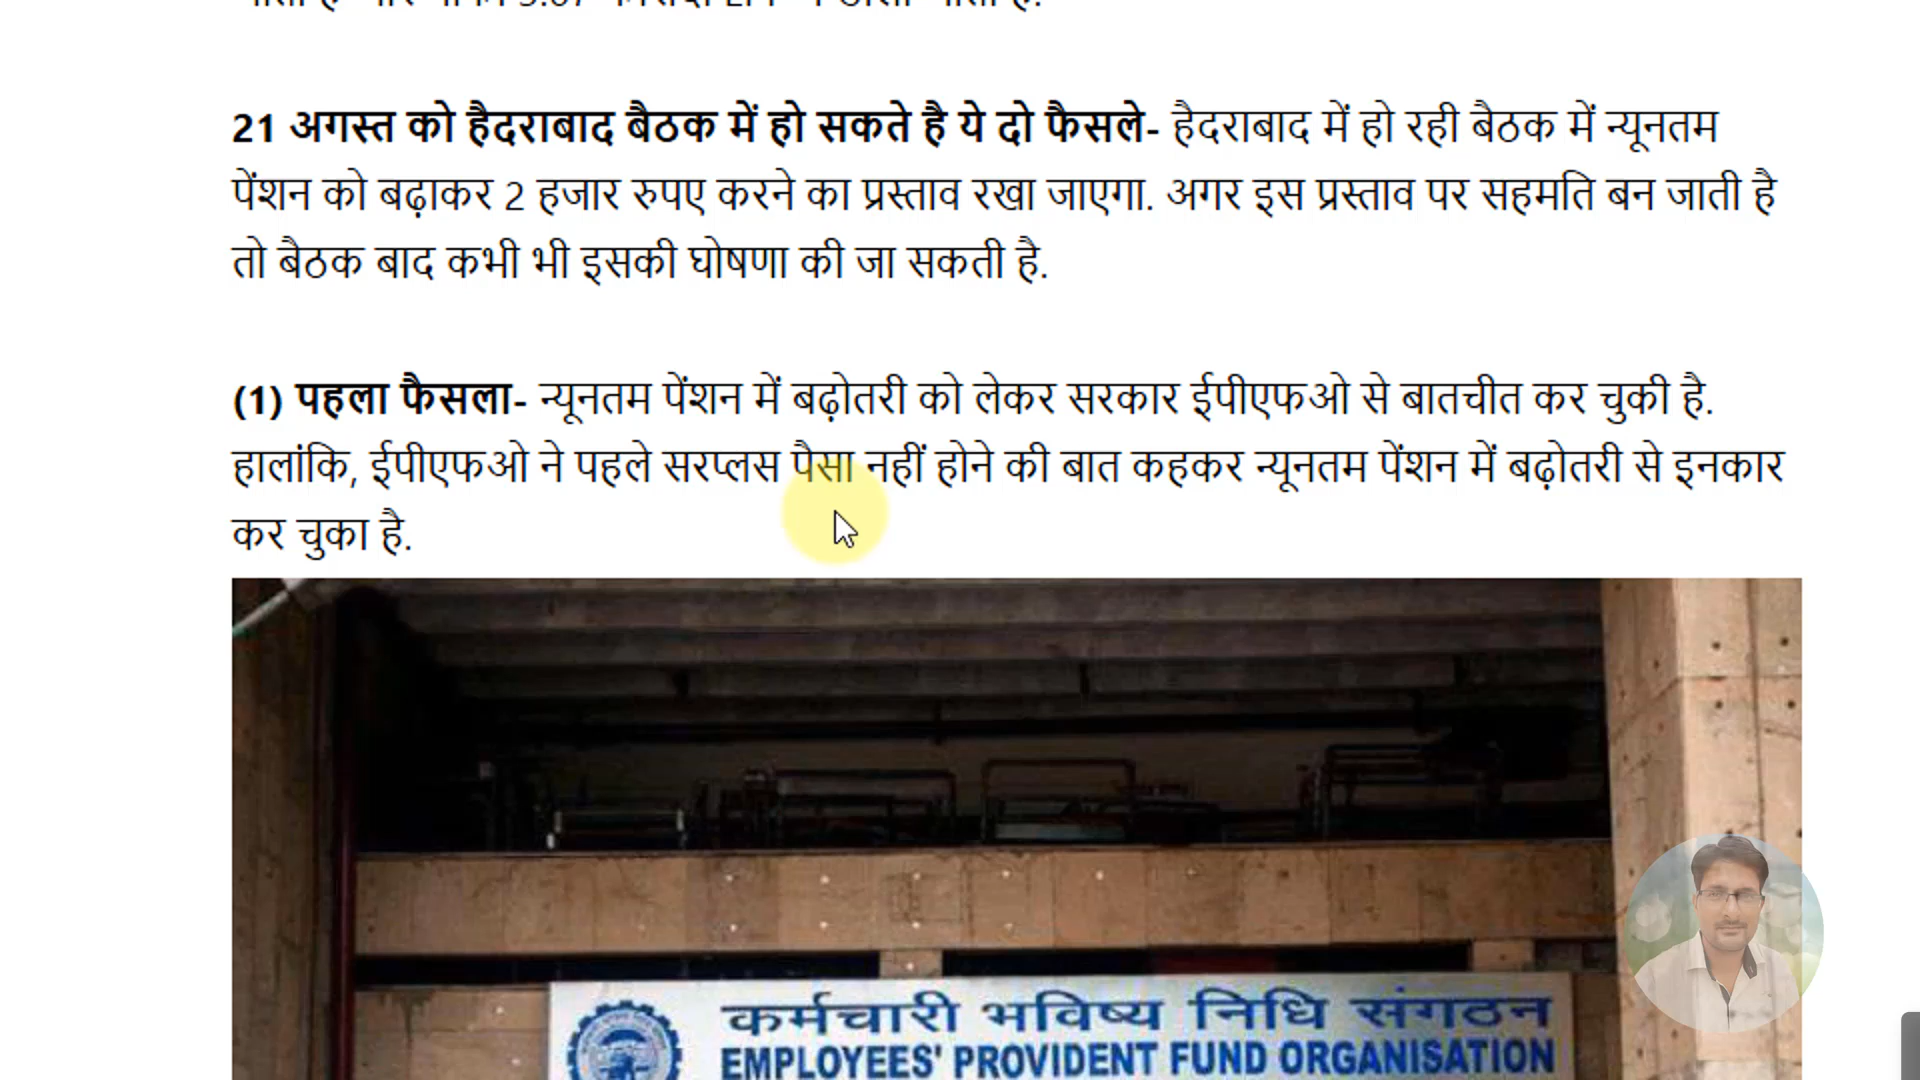 21 अगस्त को हैदराबाद बैठक में हो सकते है ये दो फैसले- हैदराबाद में हो रही बैठक में न्यूनतम
पेंशन को बढ़ाकर 2 हजार रुपए करने का प्रस्ताव रखा जाएगा. अगर इस प्रस्ताव पर सहमति बन जाती है
तो बैठक बाद कभी भी इसकी घोषणा की जा सकती है.
(1) पहला फैसला- न्यूनतम पेंशन में बढ़ोतरी को लेकर सरकार ईपीएफओ से बातचीत कर चुकी है.
हालांकि, ईपीएफओ ने पहले सरप्लस पैसा नहीं होने की बात कहकर न्यूनतम पेंशन में बढ़ोतरी से इनकार
कर चुका है.
कर्मचारी भविष्य निधि संगठन
EMPLOYEES' PROVIDENT FUND ORGANISATION